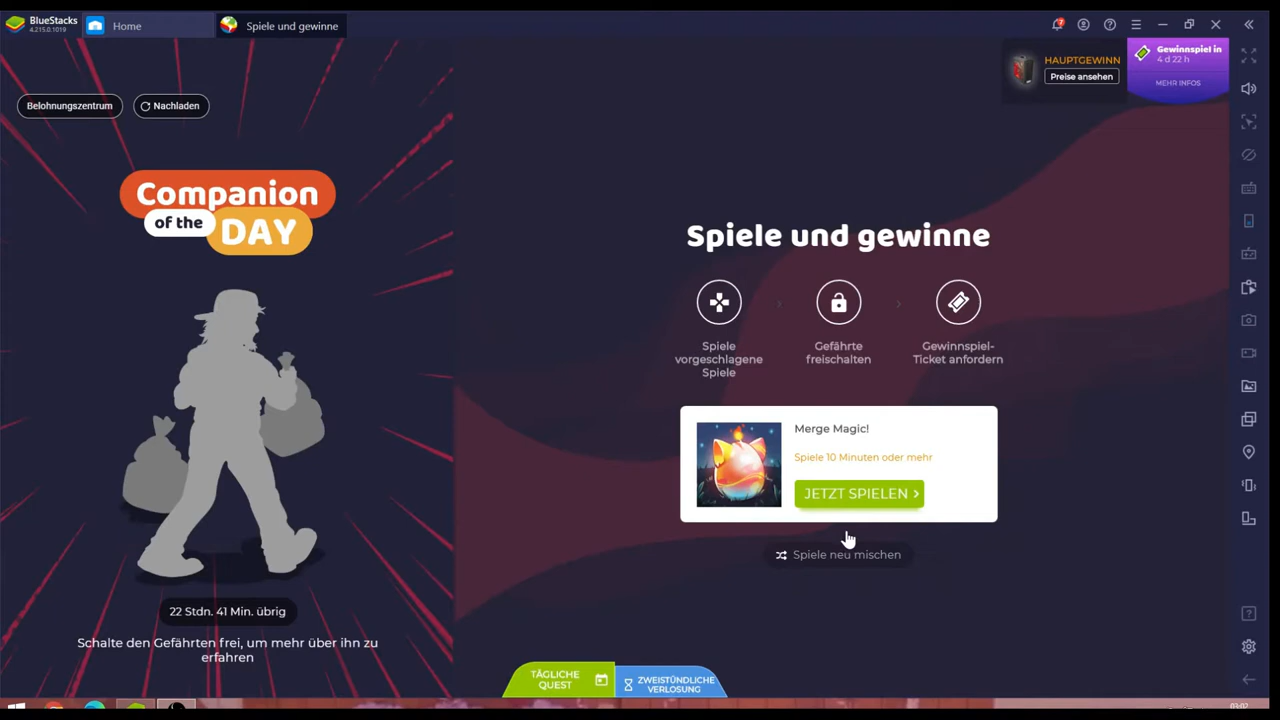 BlueStacks
4.215.0.1019
Home
Spiele und gewinne
7
HAUPTGEWINN
Preise ansehen
Gewinnspiel in
4 d 22 h
MEHR INFOS
Belohnungszentrum
Nachladen
Companion
of the
DAY
22 Stdn. 41 Min. übrig
Schalte den Gefährten frei, um mehr über ihn zu
erfahren
Spiele und gewinne
Spiele
vorgeschlagene
Spiele
Gefährte
freischalten
Gewinnspiel-
Ticket anfordern
Merge Magic!
Spiele 10 Minuten oder mehr
JETZT SPIELEN
Spiele neu mischen
TÄGLICHE
QUEST
ZWEISTÜNDLICHE
VERLOSUNG
03:02